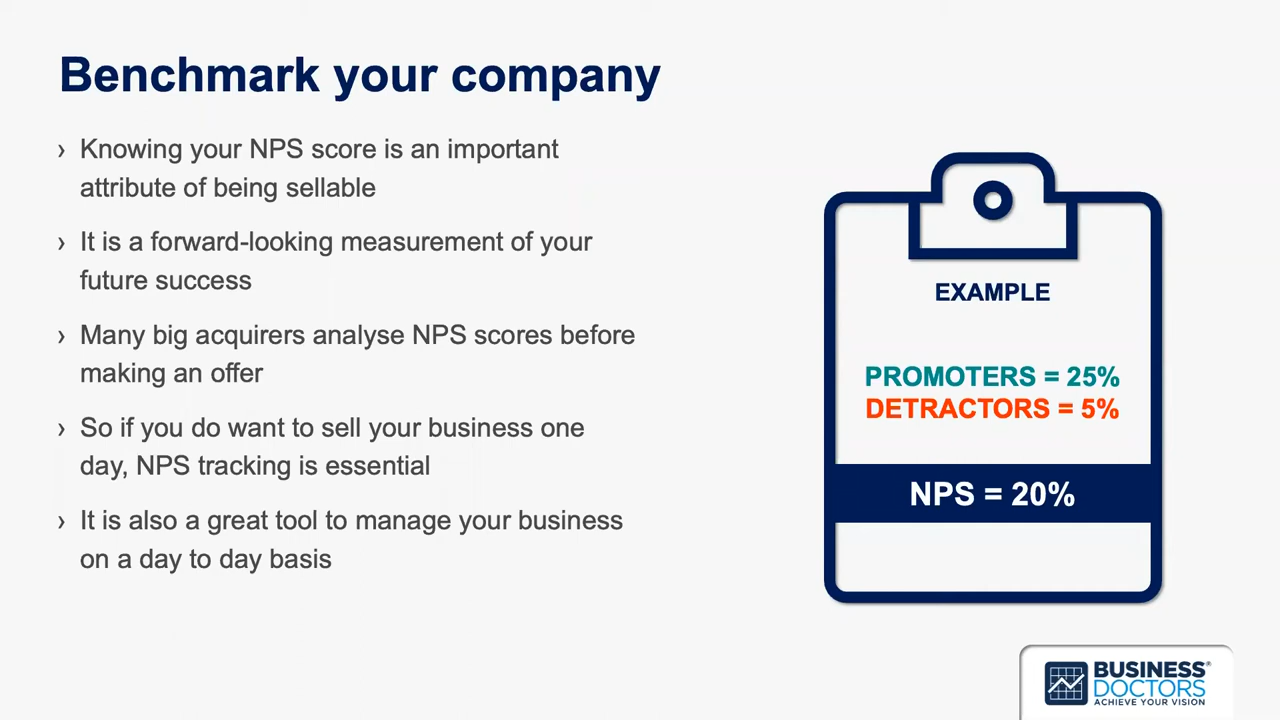 Benchmark your company
› Knowing your NPS score is an important
attribute of being sellable
› It is a forward-looking measurement of your
future success
› Many big acquirers analyse NPS scores before
making an offer
› So if you do want to sell your business one
day, NPS tracking is essential
› It is also a great tool to manage your business
on a day to day basis
EXAMPLE
PROMOTERS = 25%
DETRACTORS = 5%
NPS = 20%
BUSINESS®
DOCTORS
ACHIEVE YOUR VISION